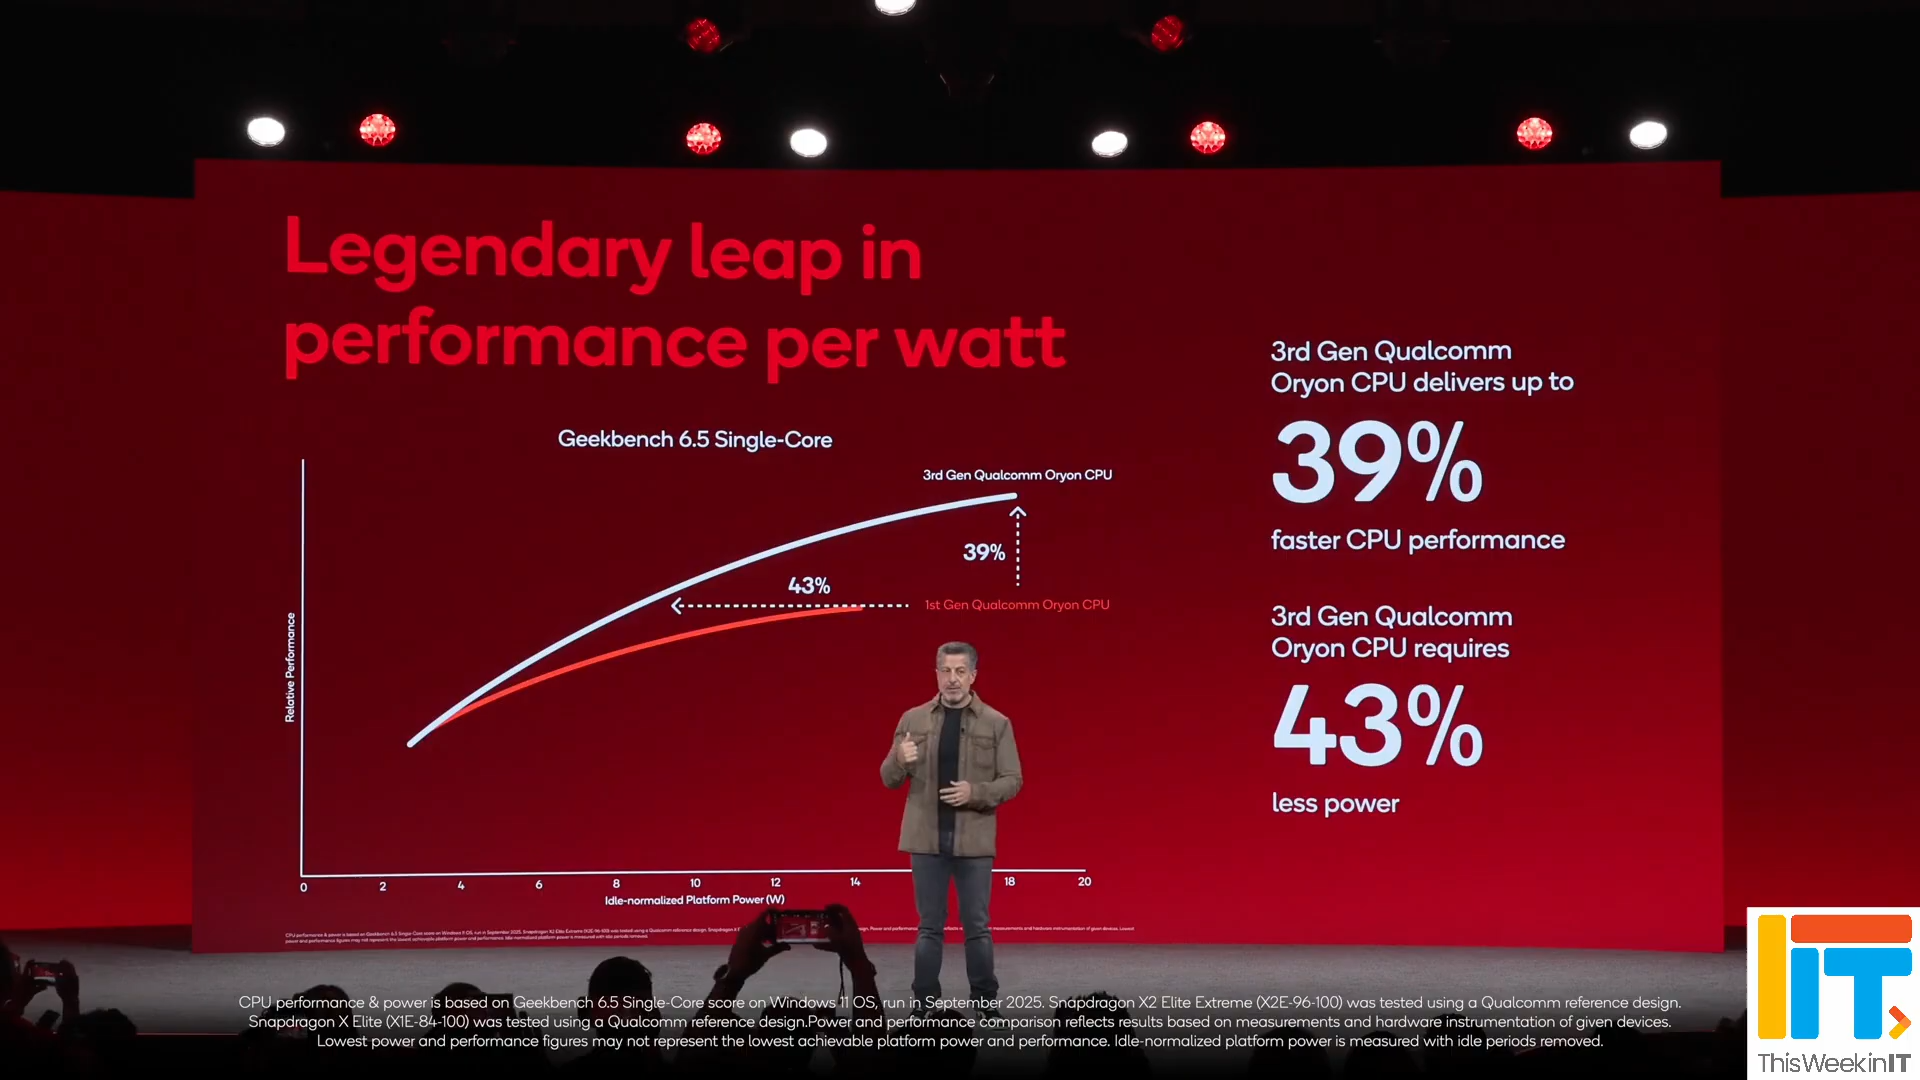 Legendary leap in
performance per watt
Geekbench 6.5 Single-Core
3rd Gen Qualcomm Oryon CPU
39%
43%
1st Gen Qualcomm Oryon CPU
Relative Performance
0 2 4 6 8 10 12 14 18 20
Idle-normalized Platform Power (W)
3rd Gen Qualcomm
Oryon CPU delivers up to
39%
faster CPU performance
3rd Gen Qualcomm
Oryon CPU requires
43%
less power
CPU performance & power is based on Geekbench 6.5 Single-Core score on Windows 11 OS, run in September 2025. Snapdragon X2 Elite Extreme (X2E-96-100) was tested using a Qualcomm reference design.
Snapdragon X Elite (X1E-84-100) was tested using a Qualcomm reference design.Power and performance comparison reflects results based on measurements and hardware instrumentation of given devices.
Lowest power and performance figures may not represent the lowest achievable platform power and performance. Idle-normalized platform power is measured with idle periods removed.
IT
ThisWeekinIT